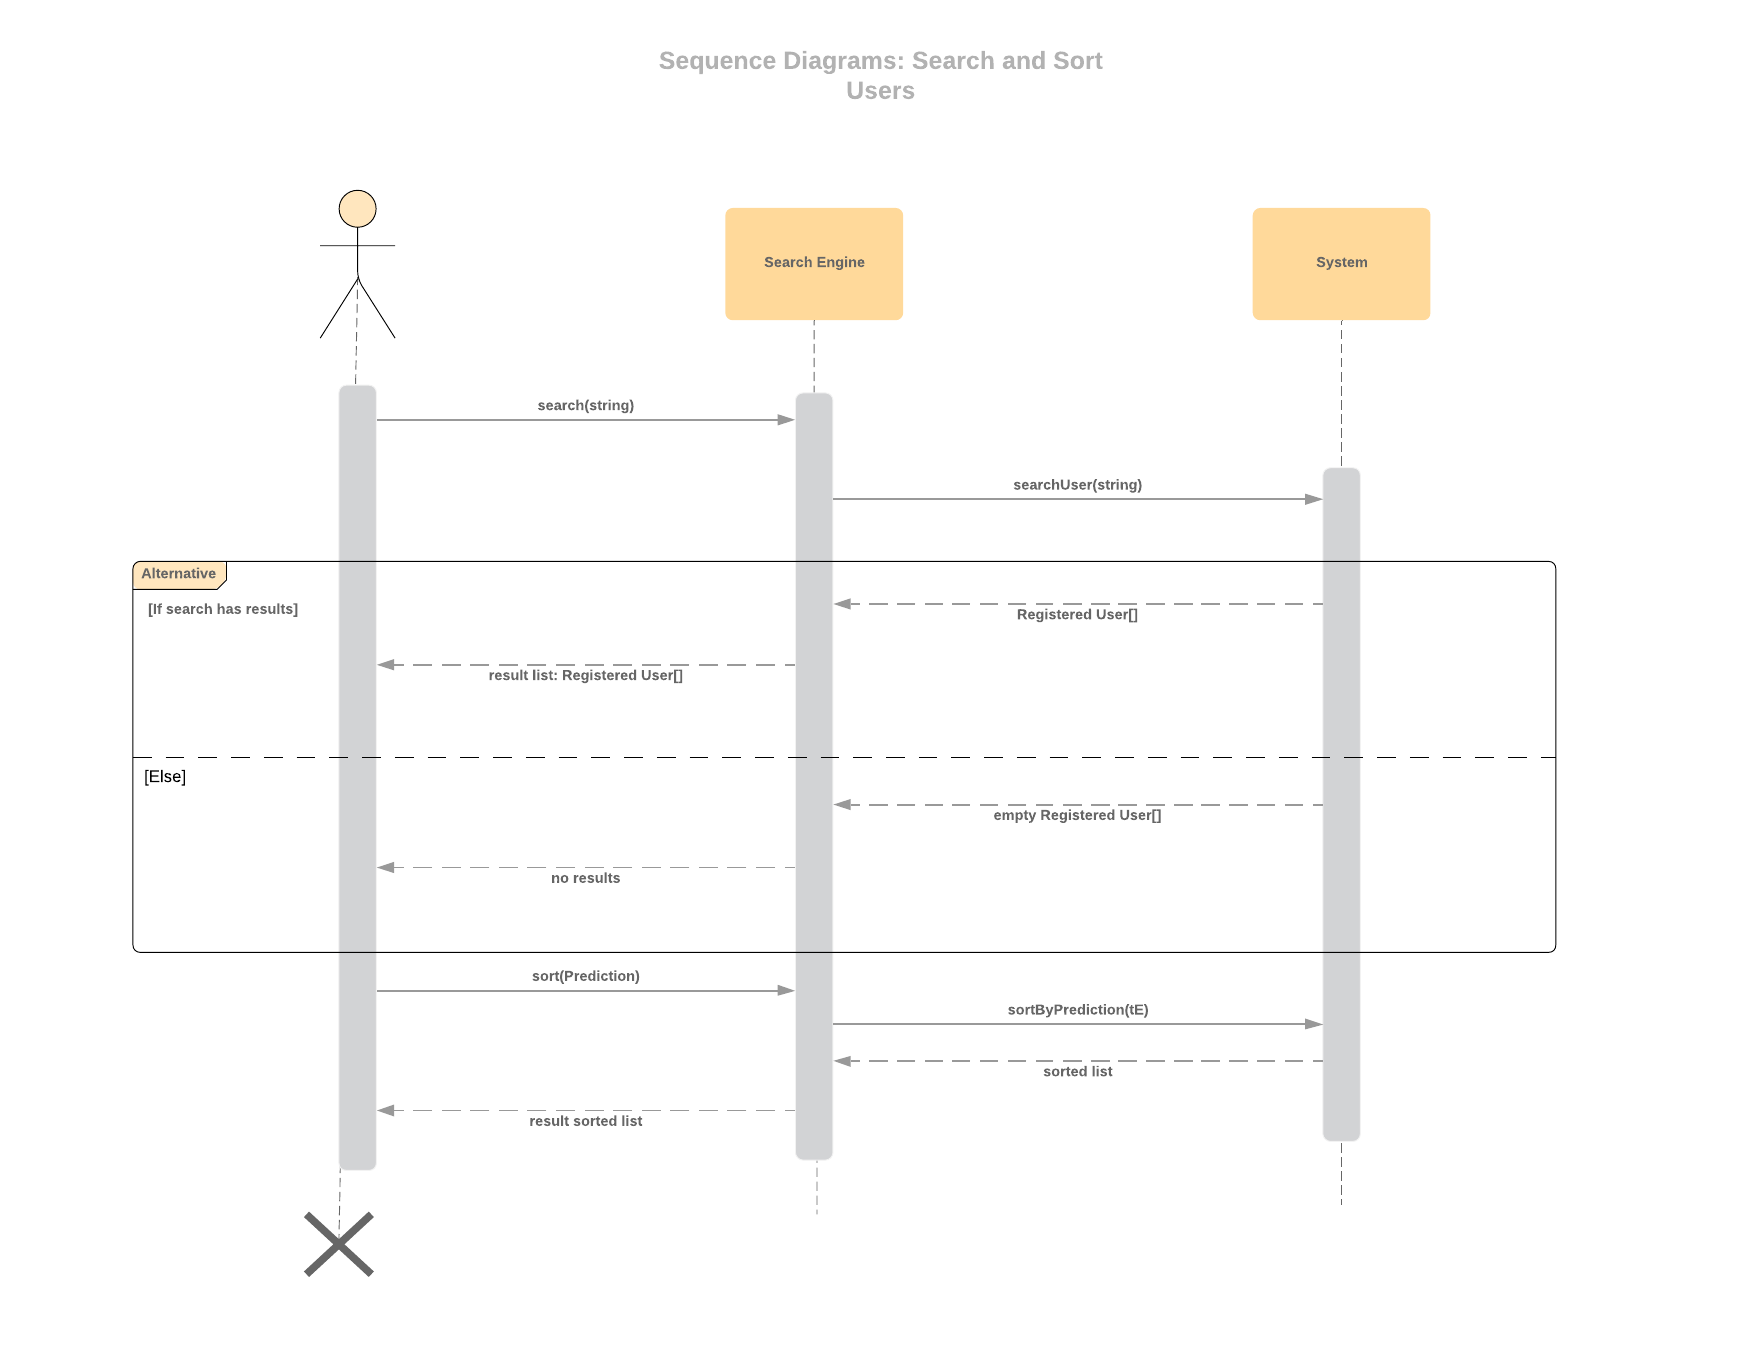 Sequence Diagrams: Search and Sort
Users
Search Engine
System
search(string)
searchUser(string)
Alternative
[If search has results]
Registered User[]
result list: Registered User[]
[Else]
empty Registered User[]
no results
sort(Prediction)
sortByPrediction(tE)
sorted list
result sorted list